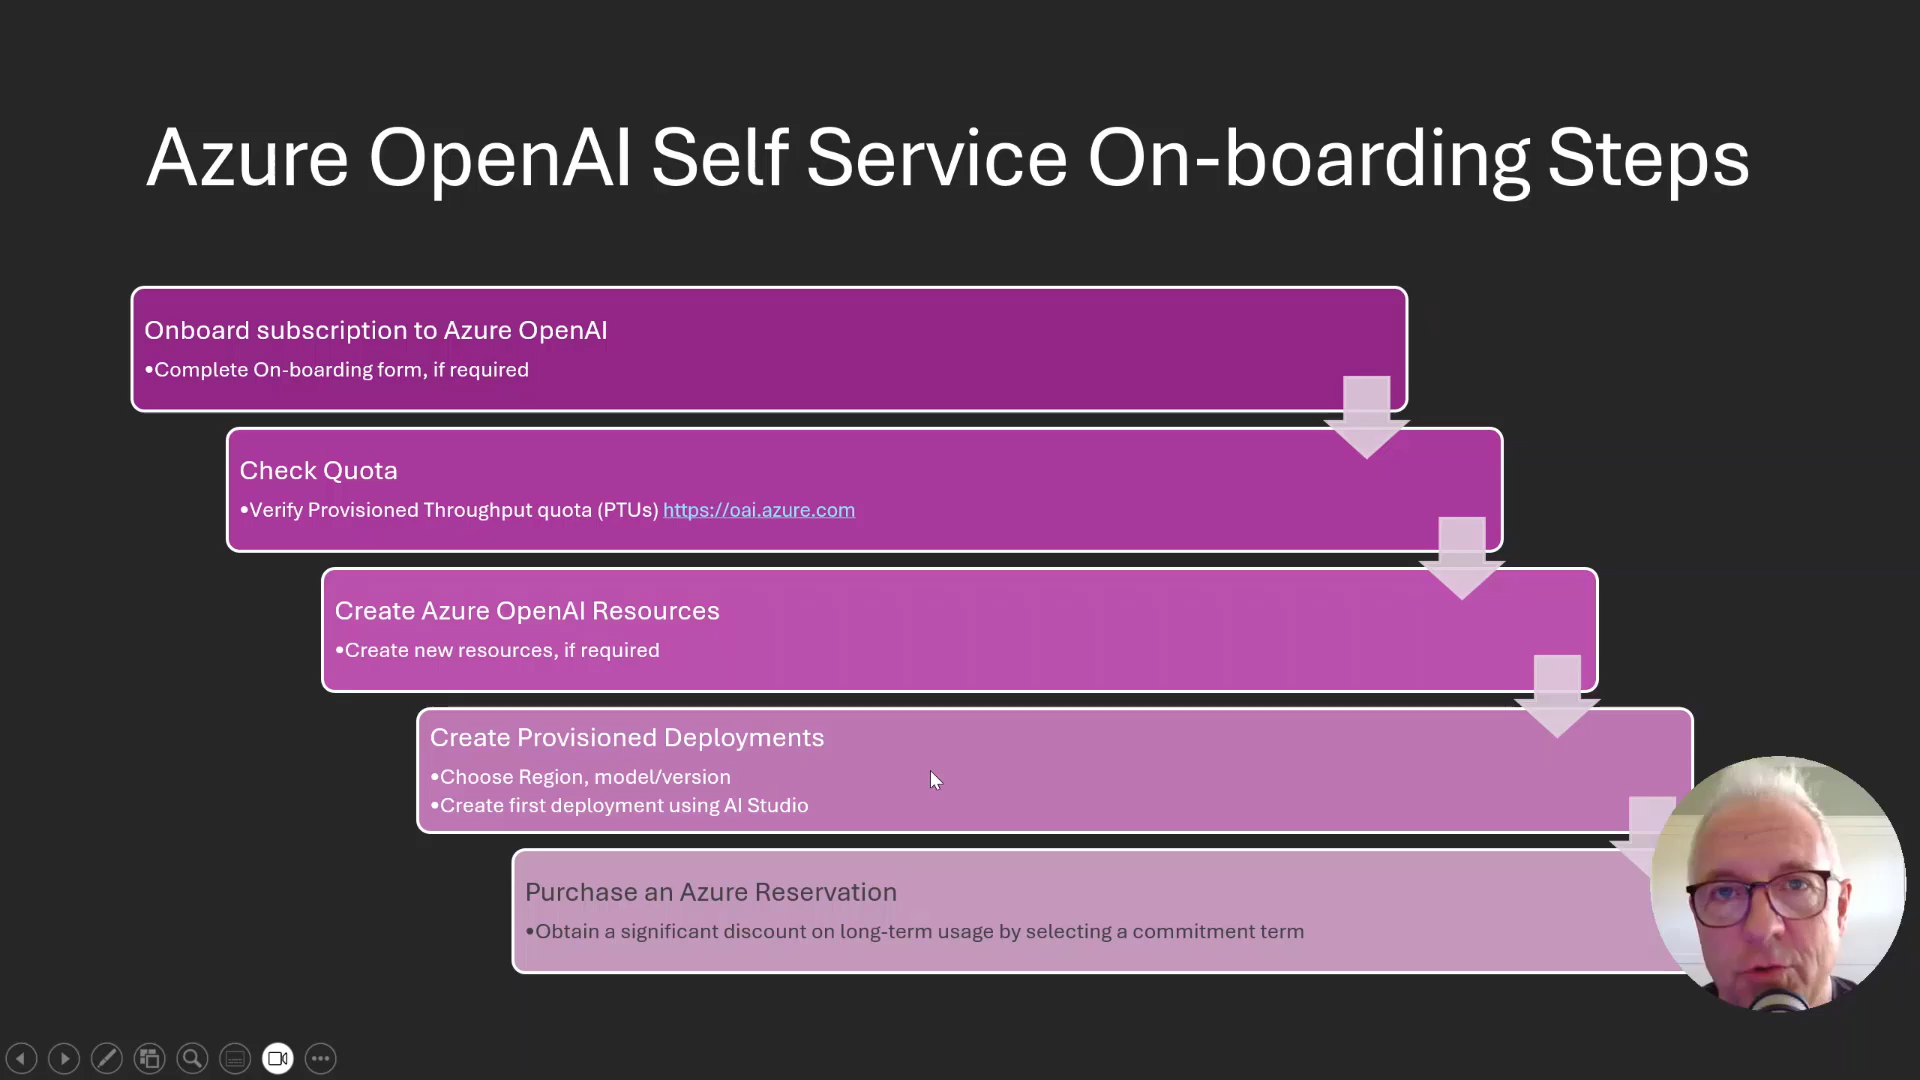 Azure OpenAI Self Service On-boarding Steps
Onboard subscription to Azure OpenAI
•Complete On-boarding form, if required
Check Quota
•Verify Provisioned Throughput quota (PTUs) https://oai.azure.com
Create Azure OpenAI Resources
•Create new resources, if required
Create Provisioned Deployments
•Choose Region, model/version
•Create first deployment using AI Studio
Purchase an Azure Reservation
•Obtain a significant discount on long-term usage by selecting a commitment term